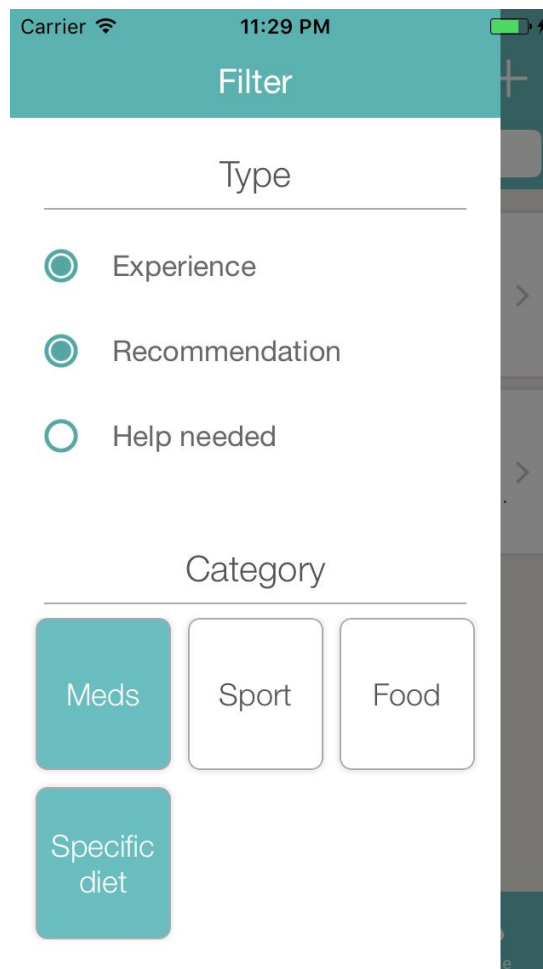 Carrier 11:29 PM
Filter
Type
Experience
Recommendation
Help needed
Category
Meds Sport Food
Specific
diet